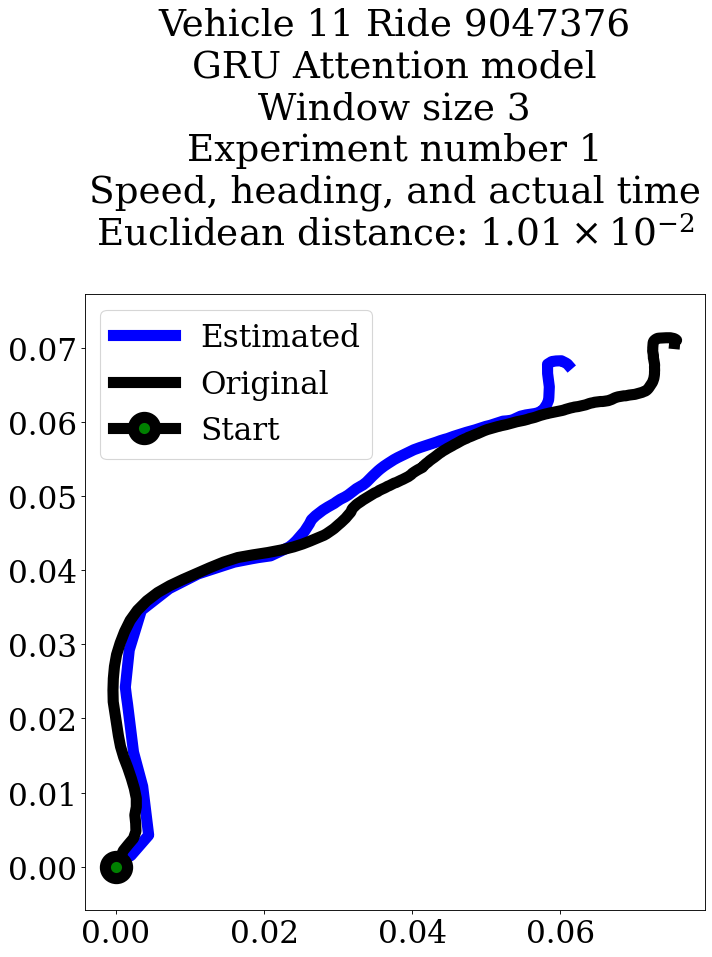 Vehicle 11 Ride 9047376
GRU Attention model
Window size 3
Experiment number 1
Speed, heading, and actual time
Euclidean distance: 1.01 × 10⁻²
Estimated
Original
Start
0.07
0.06
0.05
0.04
0.03
0.02
0.01
0.00
0.00 0.02 0.04 0.06